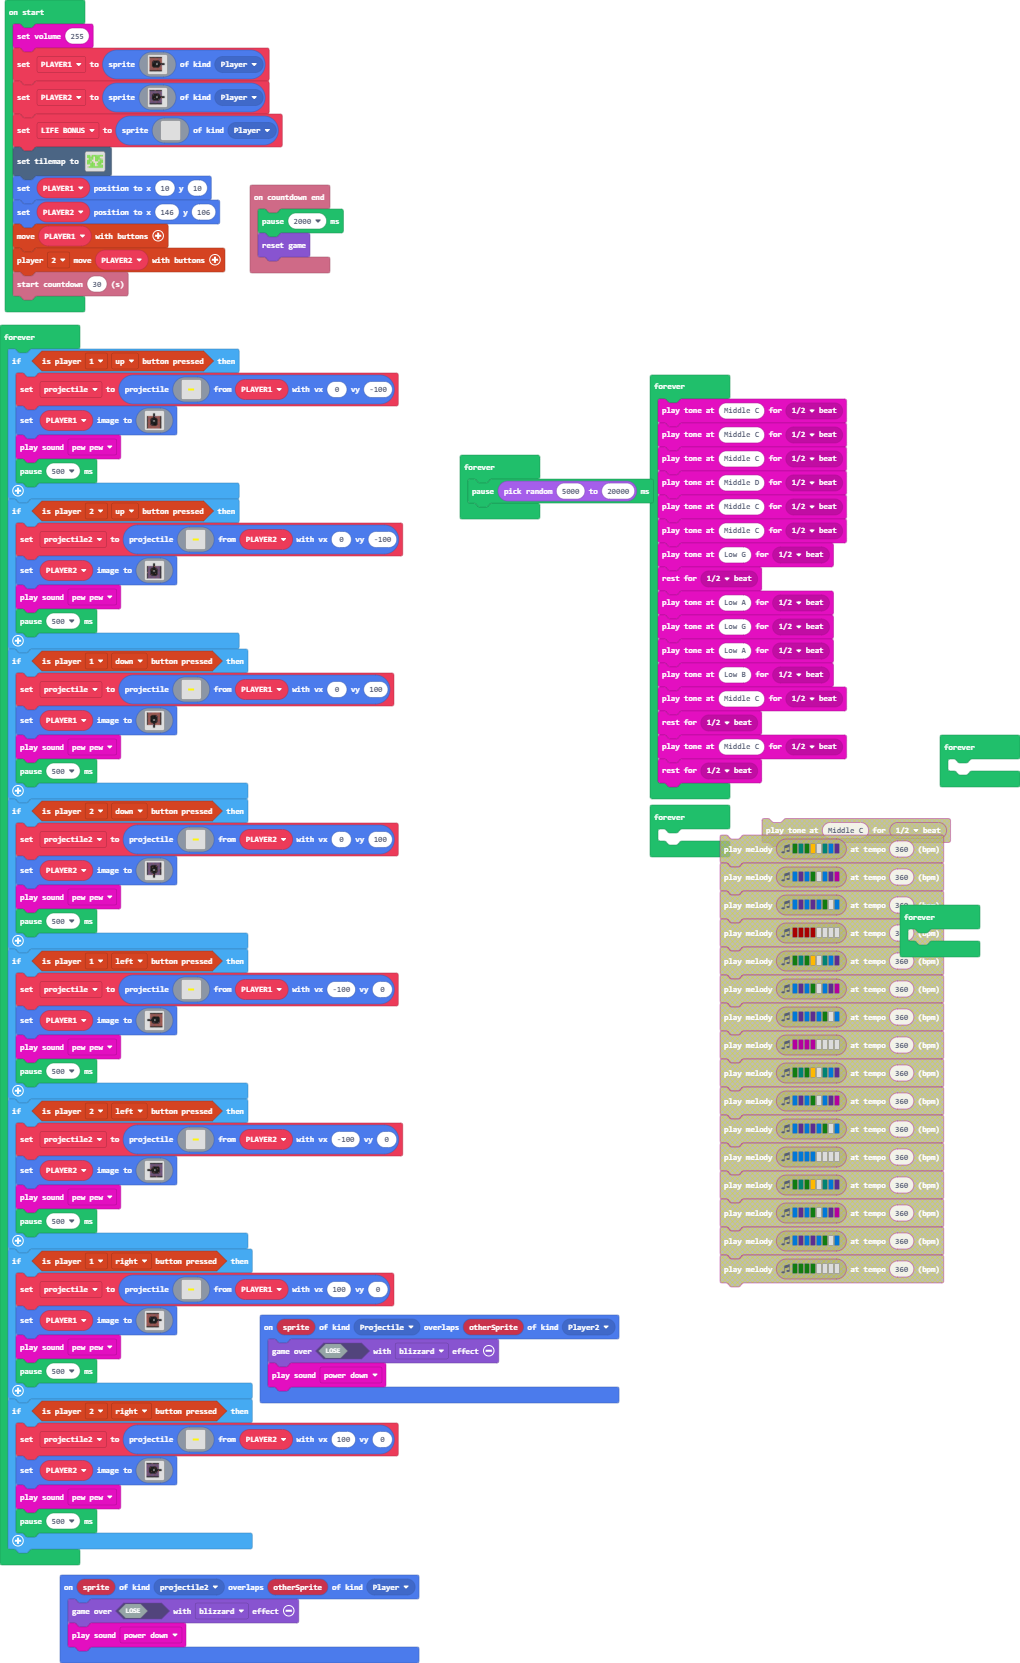 on start
set volume 255
set PLAYER1 to sprite of kind Player
set PLAYER2 to sprite of kind Player
set LIFE BONUS to sprite of kind Player
set tilemap to
set PLAYER1 position to x 10 y 10
set PLAYER2 position to x 146 y 106
move PLAYER1 with buttons
player 2 move PLAYER2 with buttons
start countdown 30 (s)
on countdown end
pause 2000 ms
reset game
forever
if is player 1 up button pressed then
set projectile to projectile from PLAYER1 with vx 0 vy -100
set PLAYER1 image to
play sound pew pew
pause 500 ms
if is player 2 up button pressed then
set projectile2 to projectile from PLAYER2 with vx 0 vy -100
set PLAYER2 image to
play sound pew pew
pause 500 ms
if is player 1 down button pressed then
set projectile to projectile from PLAYER1 with vx 0 vy 100
set PLAYER1 image to
play sound pew pew
pause 500 ms
if is player 2 down button pressed then
set projectile2 to projectile from PLAYER2 with vx 0 vy 100
set PLAYER2 image to
play sound pew pew
pause 500 ms
if is player 1 left button pressed then
set projectile to projectile from PLAYER1 with vx -100 vy 0
set PLAYER1 image to
play sound pew pew
pause 500 ms
if is player 2 left button pressed then
set projectile2 to projectile from PLAYER2 with vx -100 vy 0
set PLAYER2 image to
play sound pew pew
pause 500 ms
if is player 1 right button pressed then
set projectile to projectile from PLAYER1 with vx 100 vy 0
set PLAYER1 image to
play sound pew pew
pause 500 ms
if is player 2 right button pressed then
set projectile2 to projectile from PLAYER2 with vx 100 vy 0
set PLAYER2 image to
play sound pew pew
pause 500 ms
forever
pause pick random 5000 to 20000 ms
forever
play tone at Middle C for 1/2 beat
play tone at Middle C for 1/2 beat
play tone at Middle C for 1/2 beat
play tone at Middle D for 1/2 beat
play tone at Middle C for 1/2 beat
play tone at Middle C for 1/2 beat
play tone at Low G for 1/2 beat
rest for 1/2 beat
play tone at Low A for 1/2 beat
play tone at Low G for 1/2 beat
play tone at Low A for 1/2 beat
play tone at Low B for 1/2 beat
play tone at Middle C for 1/2 beat
rest for 1/2 beat
play tone at Middle C for 1/2 beat
rest for 1/2 beat
forever
forever
play tone at Middle C for 1/2 beat
play melody at tempo 360 (bpm)
play melody at tempo 360 (bpm)
play melody at tempo 360
forever
play melody at tempo
play melody at tempo 360 (bpm)
play melody at tempo 360 (bpm)
play melody at tempo 360 (bpm)
play melody at tempo 360 (bpm)
play melody at tempo 360 (bpm)
play melody at tempo 360 (bpm)
play melody at tempo 360 (bpm)
play melody at tempo 360 (bpm)
play melody at tempo 360 (bpm)
play melody at tempo 360 (bpm)
play melody at tempo 360 (bpm)
play melody at tempo 360 (bpm)
on sprite of kind Projectile overlaps otherSprite of kind Player2
game over LOSE with blizzard effect
play sound power down
on sprite of kind projectile2 overlaps otherSprite of kind Player
game over LOSE with blizzard effect
play sound power down